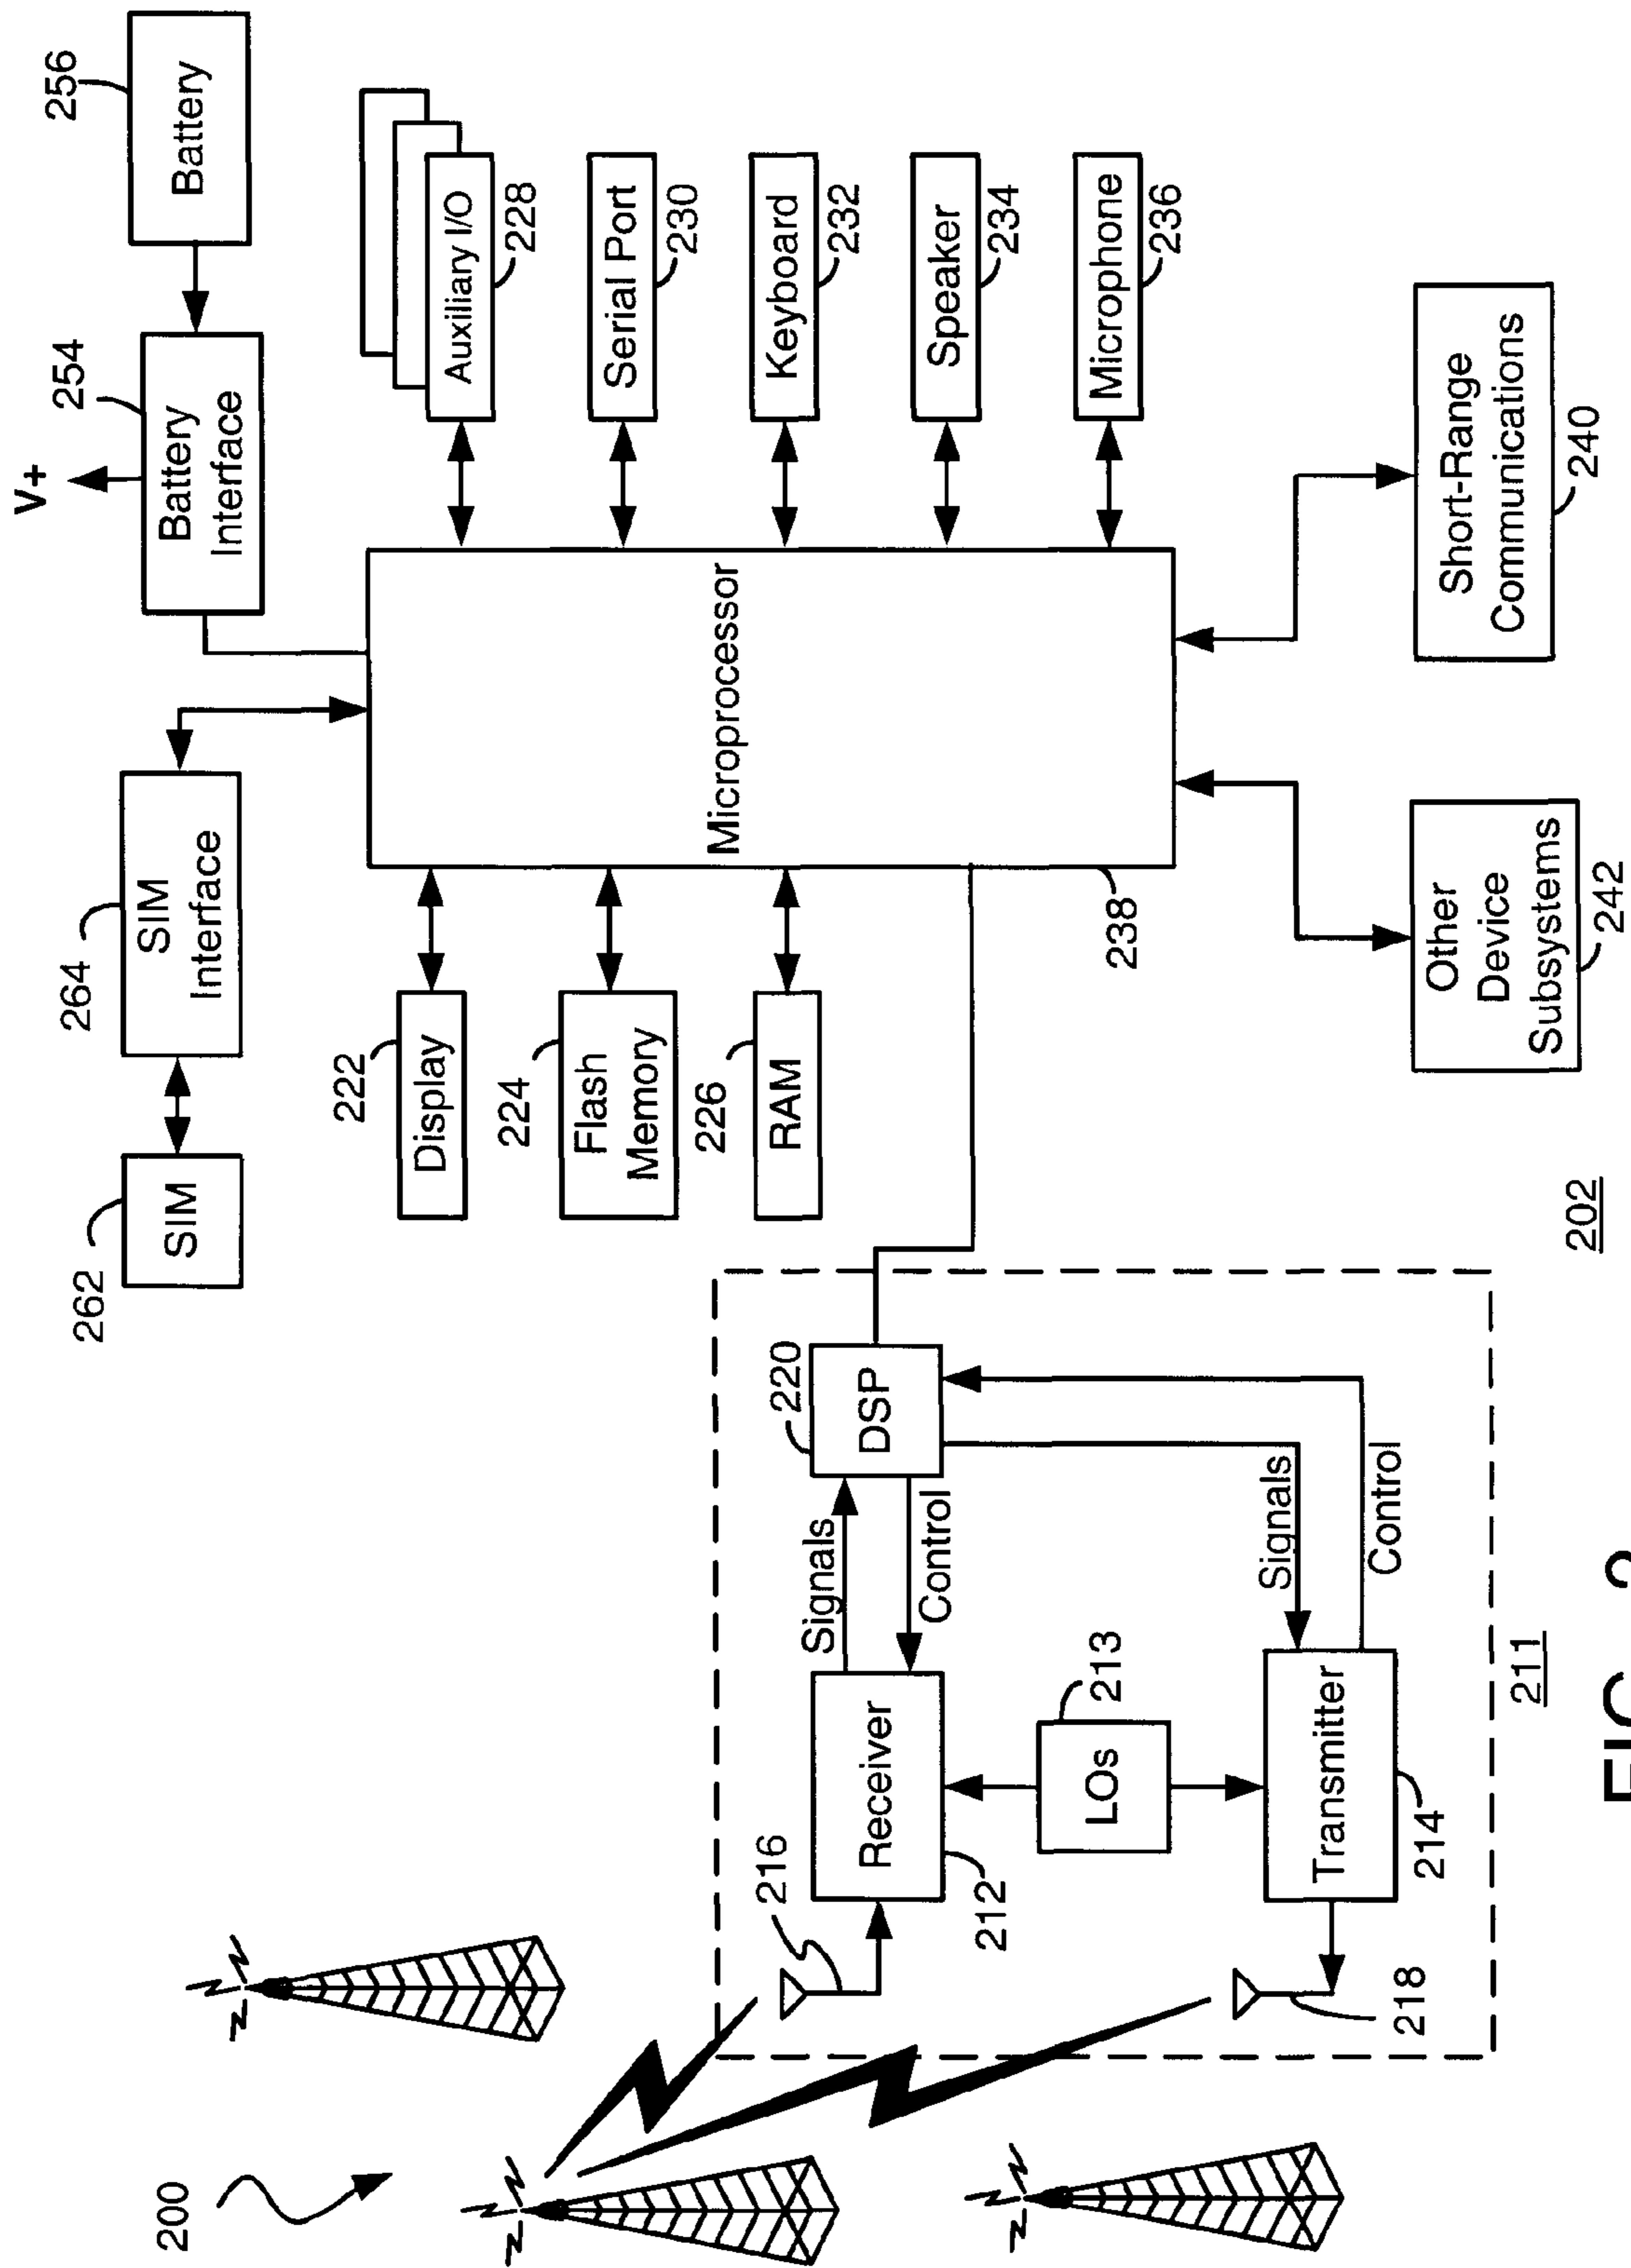 V+
256
254
264
262
Battery
Battery
Interface
SIM
Interface
SIM
200
222
Display
Auxiliary I/O
228
224
Flash
Memory
Serial Port
230
226
RAM
Keyboard
232
Microprocessor
216
220
Signals
DSP
Receiver
Control
Speaker
234
212
238
Microphone
236
213
LOs
Signals
Transmitter
Control
218
214
Other
Device
Subsystems
242
Short-Range
Communications
240
211
202